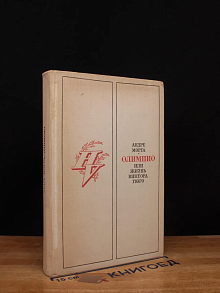 АНДРЕ МОРУА
ОЛИМПИО
ИЛИ
ЖИЗНЬ
ВИКТОРА
ГЮГО
КНИГОЕД